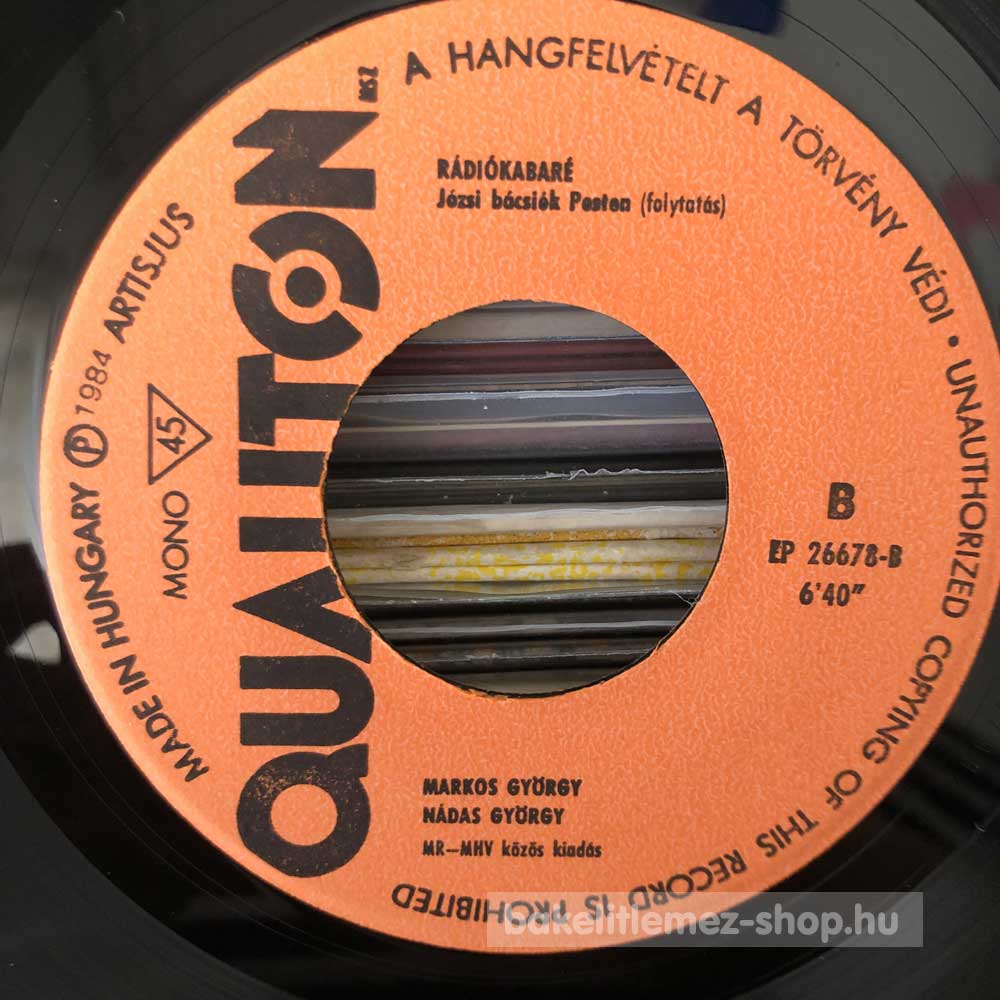 A HANGFELVÉTELT A TÖRVÉNY VÉDI • UNAUTHORIZED COPYING OF THIS RECORD IS PROHIBITED
MADE IN HUNGARY Ⓟ 1984 ARTISJUS
QUALITON
MONO 45
RÁDIÓKABARÉ
Józsi bácsiék Pesten (folytatás)
B
EP 26678-B
6'40"
MARKOS GYÖRGY
NÁDAS GYÖRGY
MR–MHV közös kiadás
bakelitlemez-shop.hu